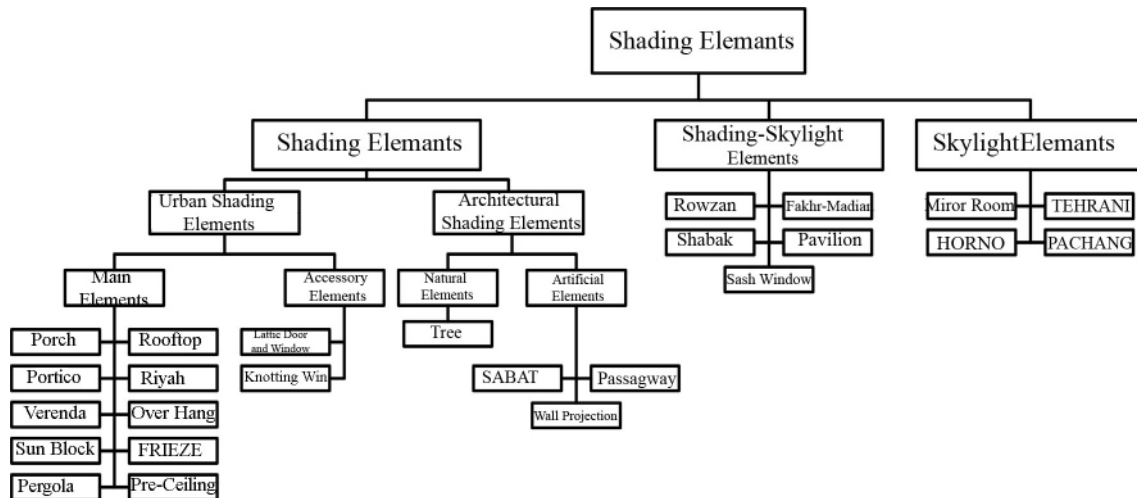 Shading Elemants
Shading Elemants
Shading-Skylight
Elements
SkylightElemants
Urban Shading
Elements
Architectural
Shading Elements
Rowzan
Fakhr-Madian
Miror Room
TEHRANI
Shabak
Pavilion
HORNO
PACHANG
Sash Window
Main
Elements
Accessory
Elements
Natural
Elements
Artificial
Elements
Porch
Rooftop
Lattic Door
and Window
Tree
Portico
Riyah
Knotting Win
SABAT
Passagway
Verenda
Over Hang
Wall Projection
Sun Block
FRIEZE
Pergola
Pre-Ceiling